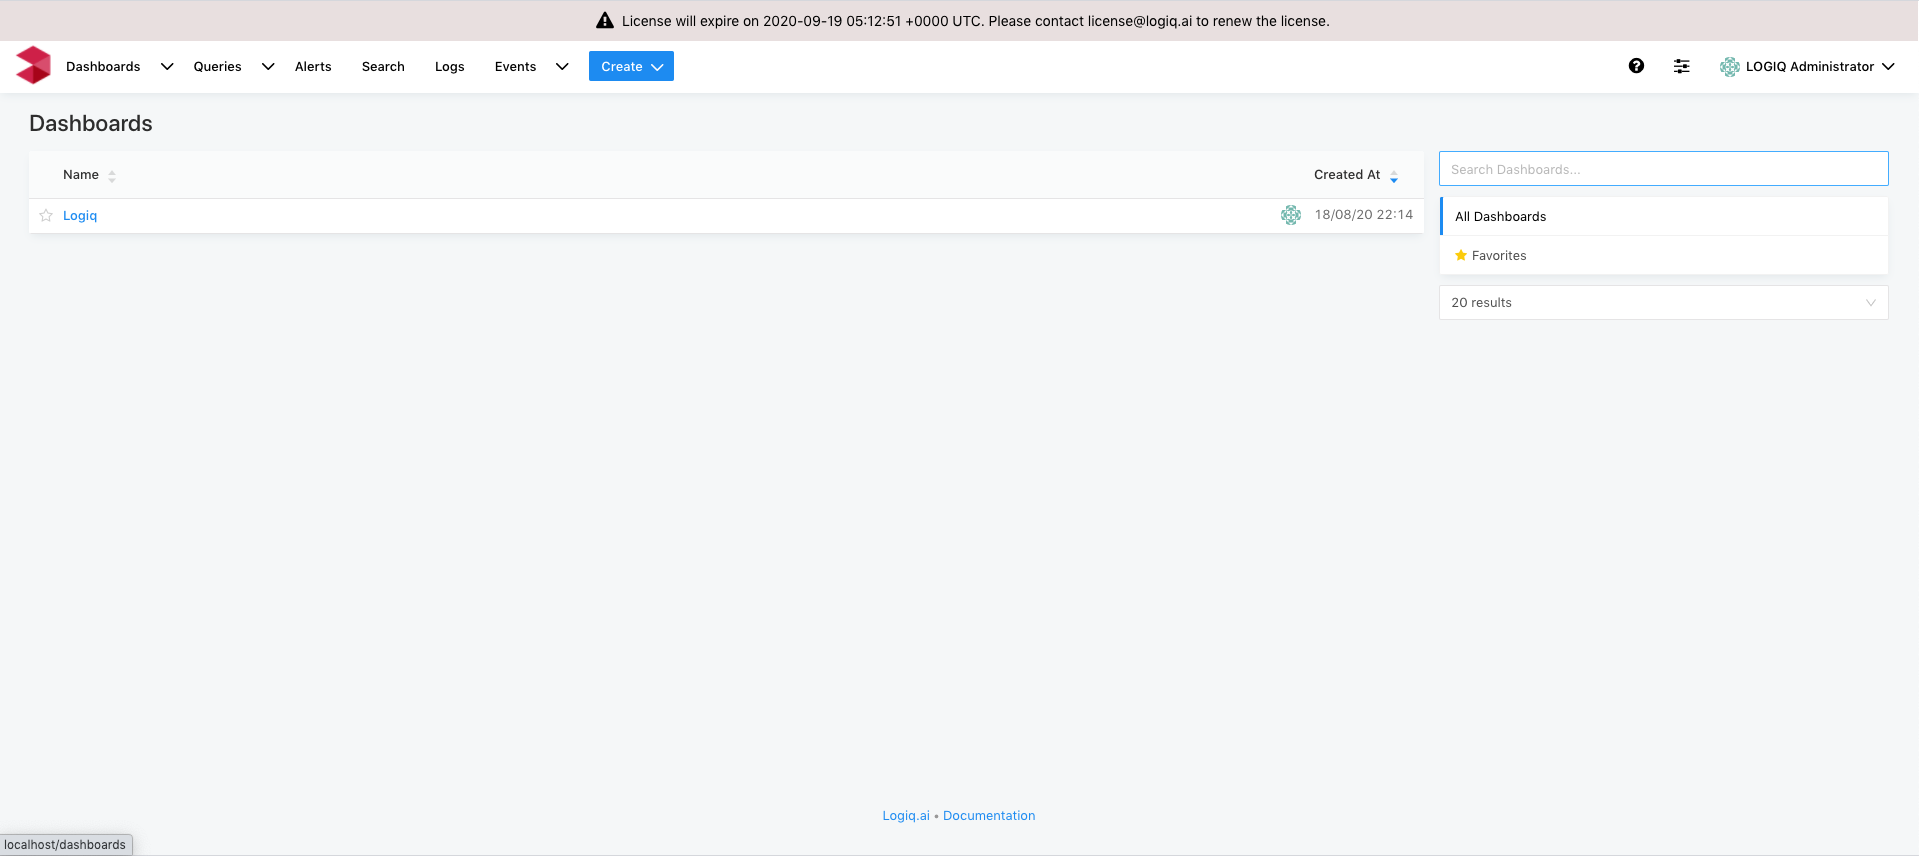 License will expire on 2020-09-19 05:12:51 +0000 UTC. Please contact license@logiq.ai to renew the license.
Dashboards Queries Alerts Search Logs Events Create LOGIQ Administrator
Dashboards
Name Created At
Logiq 18/08/20 22:14
Search Dashboards...
All Dashboards
Favorites
20 results
Logiq.ai • Documentation
localhost/dashboards